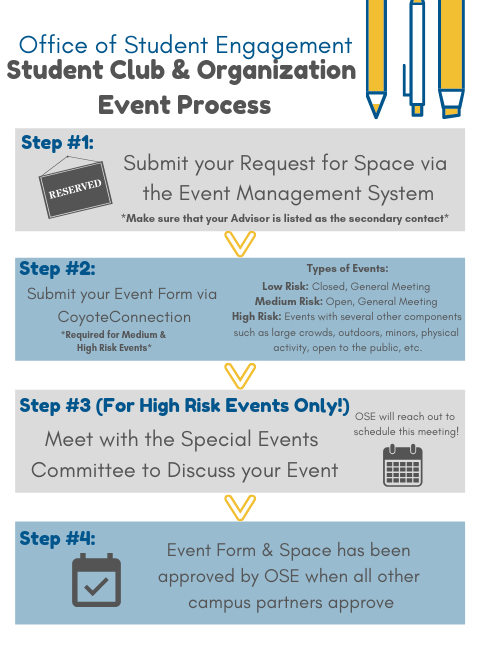 Office of Student Engagement
Student Club & Organization
Event Process
Step #1:
RESERVED
Submit your Request for Space via
the Event Management System
*Make sure that your Advisor is listed as the secondary contact*
Step #2:
Submit your Event Form via
CoyoteConnection
*Required for Medium &
High Risk Events*
Types of Events:
Low Risk: Closed, General Meeting
Medium Risk: Open, General Meeting
High Risk: Events with several other components
such as large crowds, outdoors, minors, physical
activity, open to the public, etc.
Step #3 (For High Risk Events Only!)
Meet with the Special Events
Committee to Discuss your Event
OSE will reach out to
schedule this meeting!
Step #4:
Event Form & Space has been
approved by OSE when all other
campus partners approve